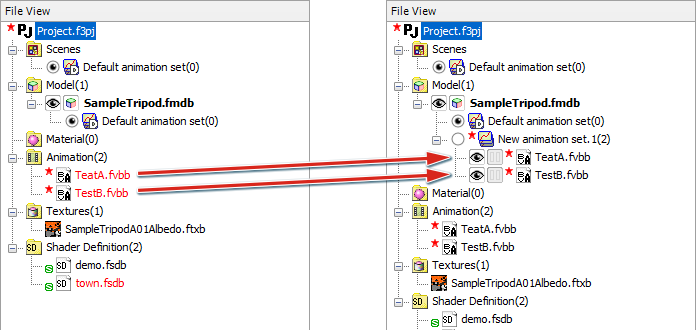 File View
Project.f3pj
Scenes
Default animation set(0)
Model(1)
SampleTripod.fmdb
Default animation set(0)
Material(0)
Animation(2)
TeatA.fvbb
TestB.fvbb
Textures(1)
SampleTripodA01Albedo.ftxb
Shader Definition(2)
SD demo.fsdb
SD town.fsdb
File View
Project.f3pj
Scenes
Default animation set(0)
Model(1)
SampleTripod.fmdb
Default animation set(0)
New animation set.1(2)
TeatA.fvbb
TestB.fvbb
Material(0)
Animation(2)
TeatA.fvbb
TestB.fvbb
Textures(1)
SampleTripodA01Albedo.ftxb
Shader Definition(2)
SD demo.fsdb